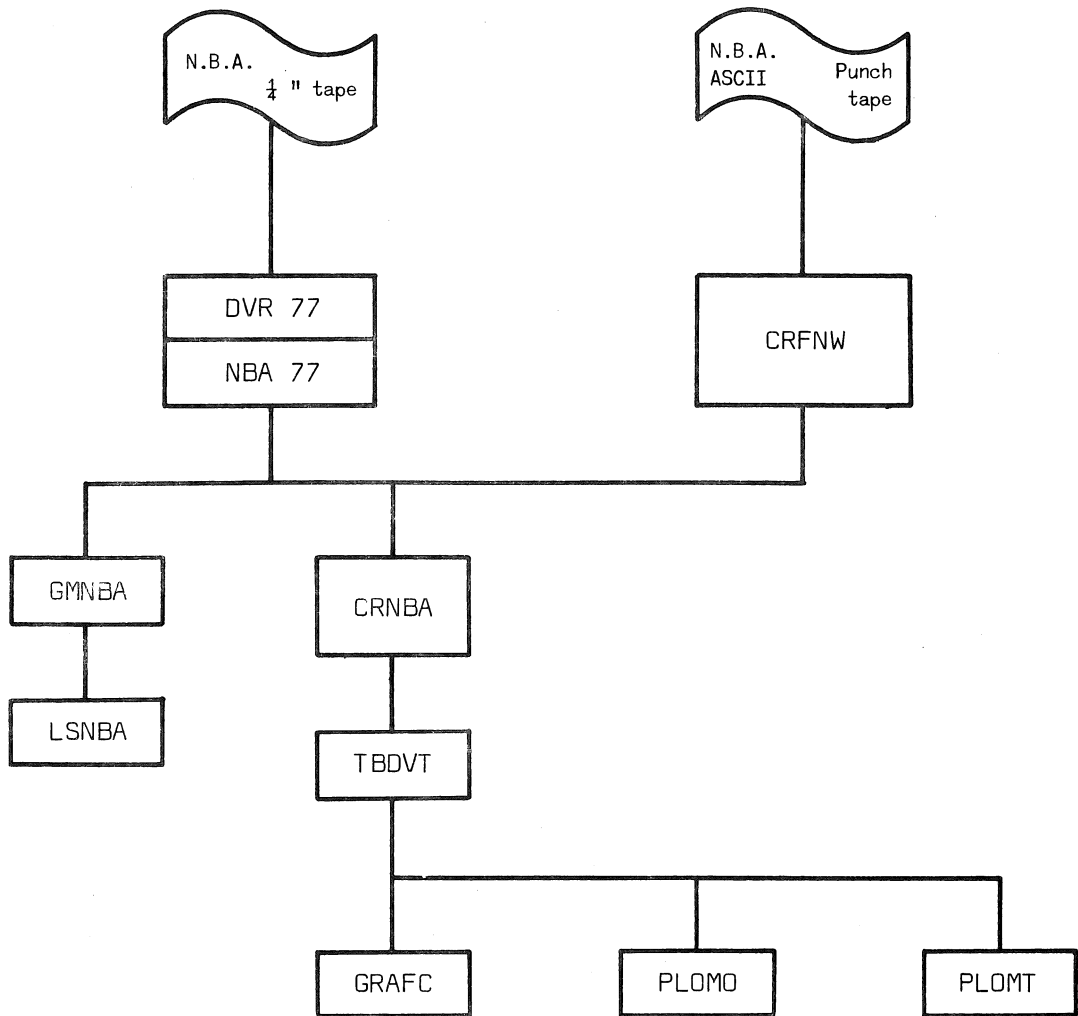 N.B.A.
¼ " tape
N.B.A.
ASCII
Punch
tape
DVR 77
NBA 77
CRFNW
GMNBA
CRNBA
LSNBA
TBDVT
GRAFC
PLOMO
PLOMT